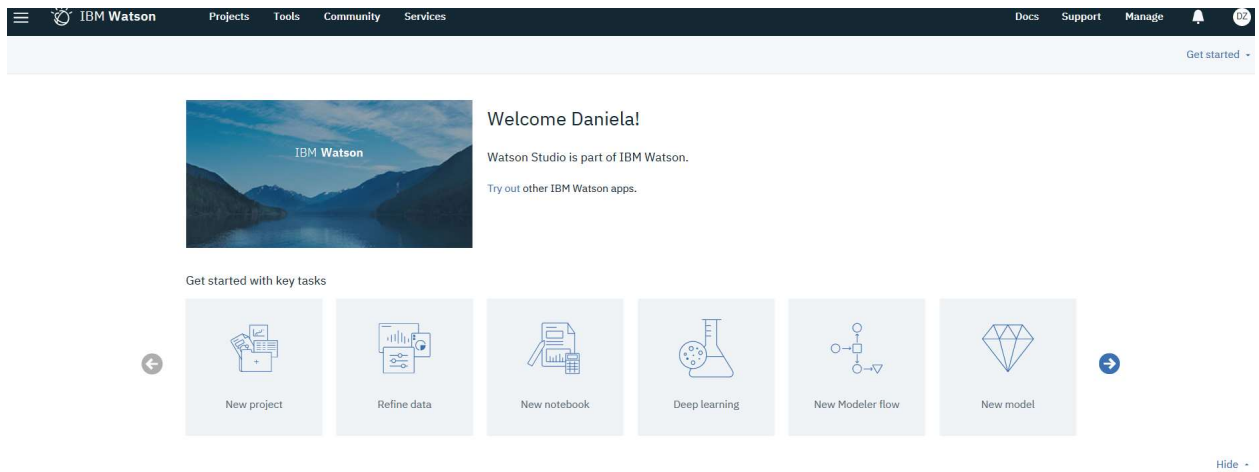 IBM Watson Projects Tools Community Services Docs Support Manage DZ
Get started
IBM Watson
Welcome Daniela!
Watson Studio is part of IBM Watson.
Try out other IBM Watson apps.
Get started with key tasks
New project Refine data New notebook Deep learning New Modeler flow New model
Hide